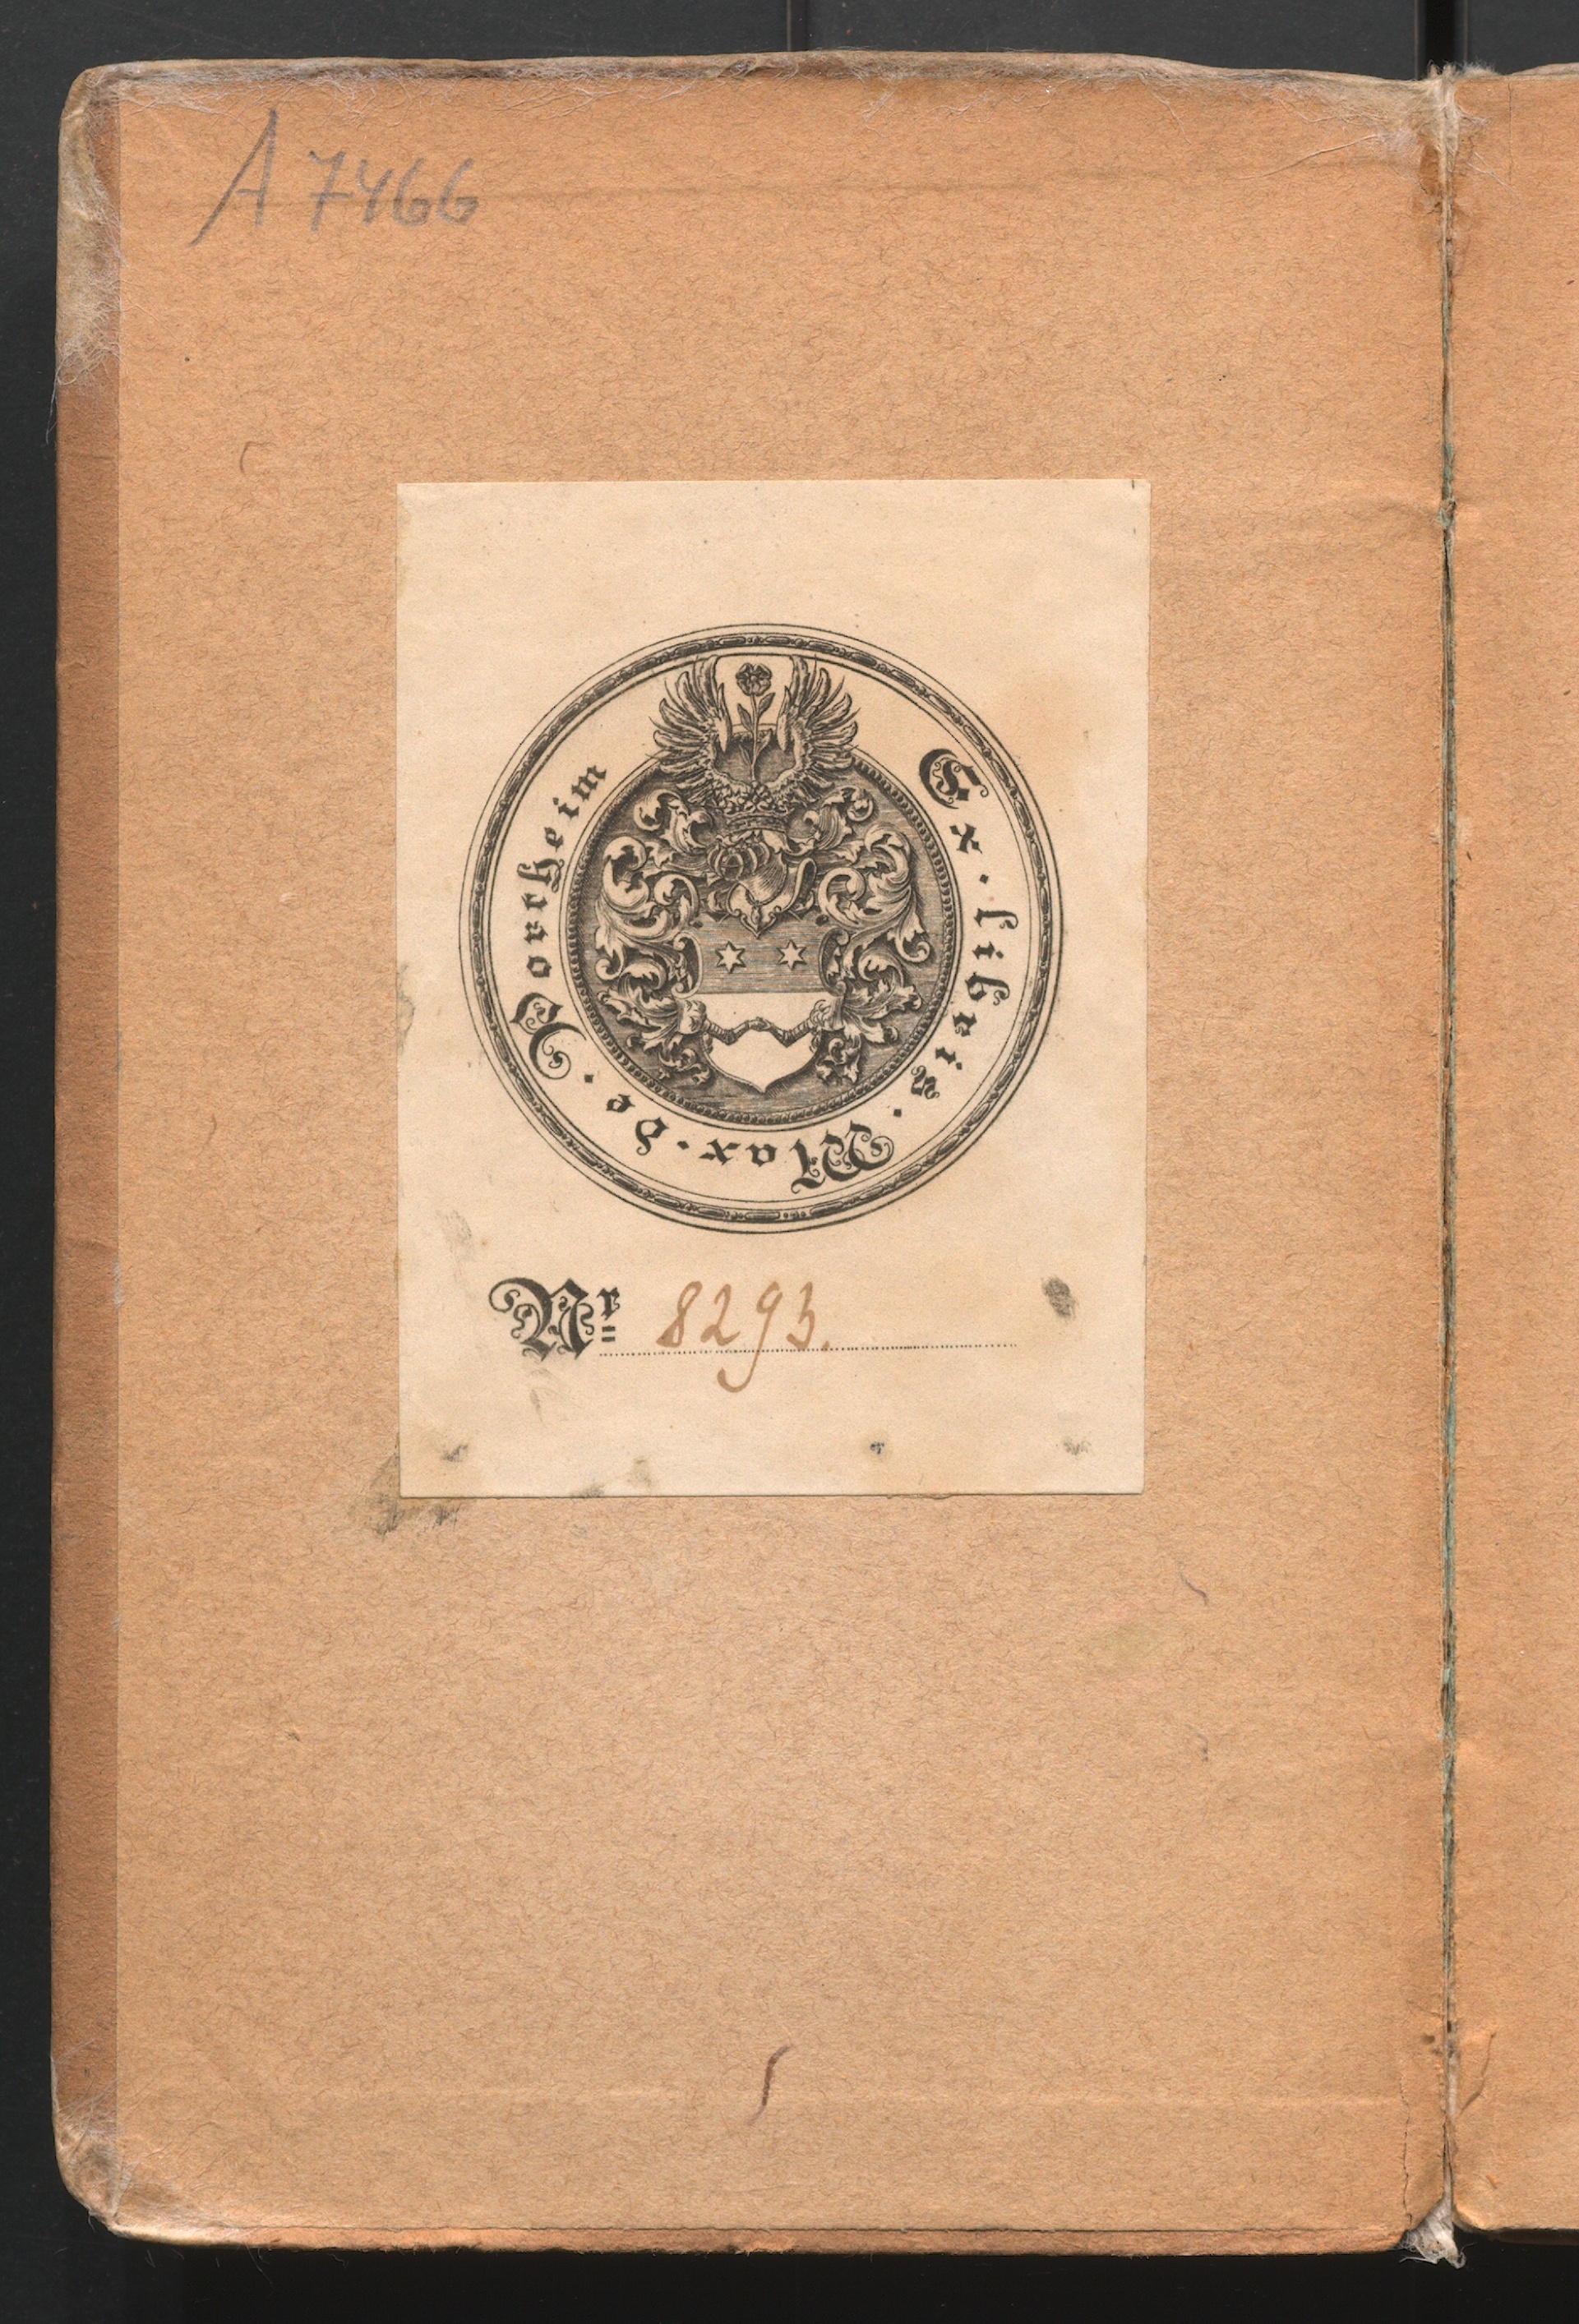 A 7466
Ex · libris · Max · de · Portheim
Nr 8293.